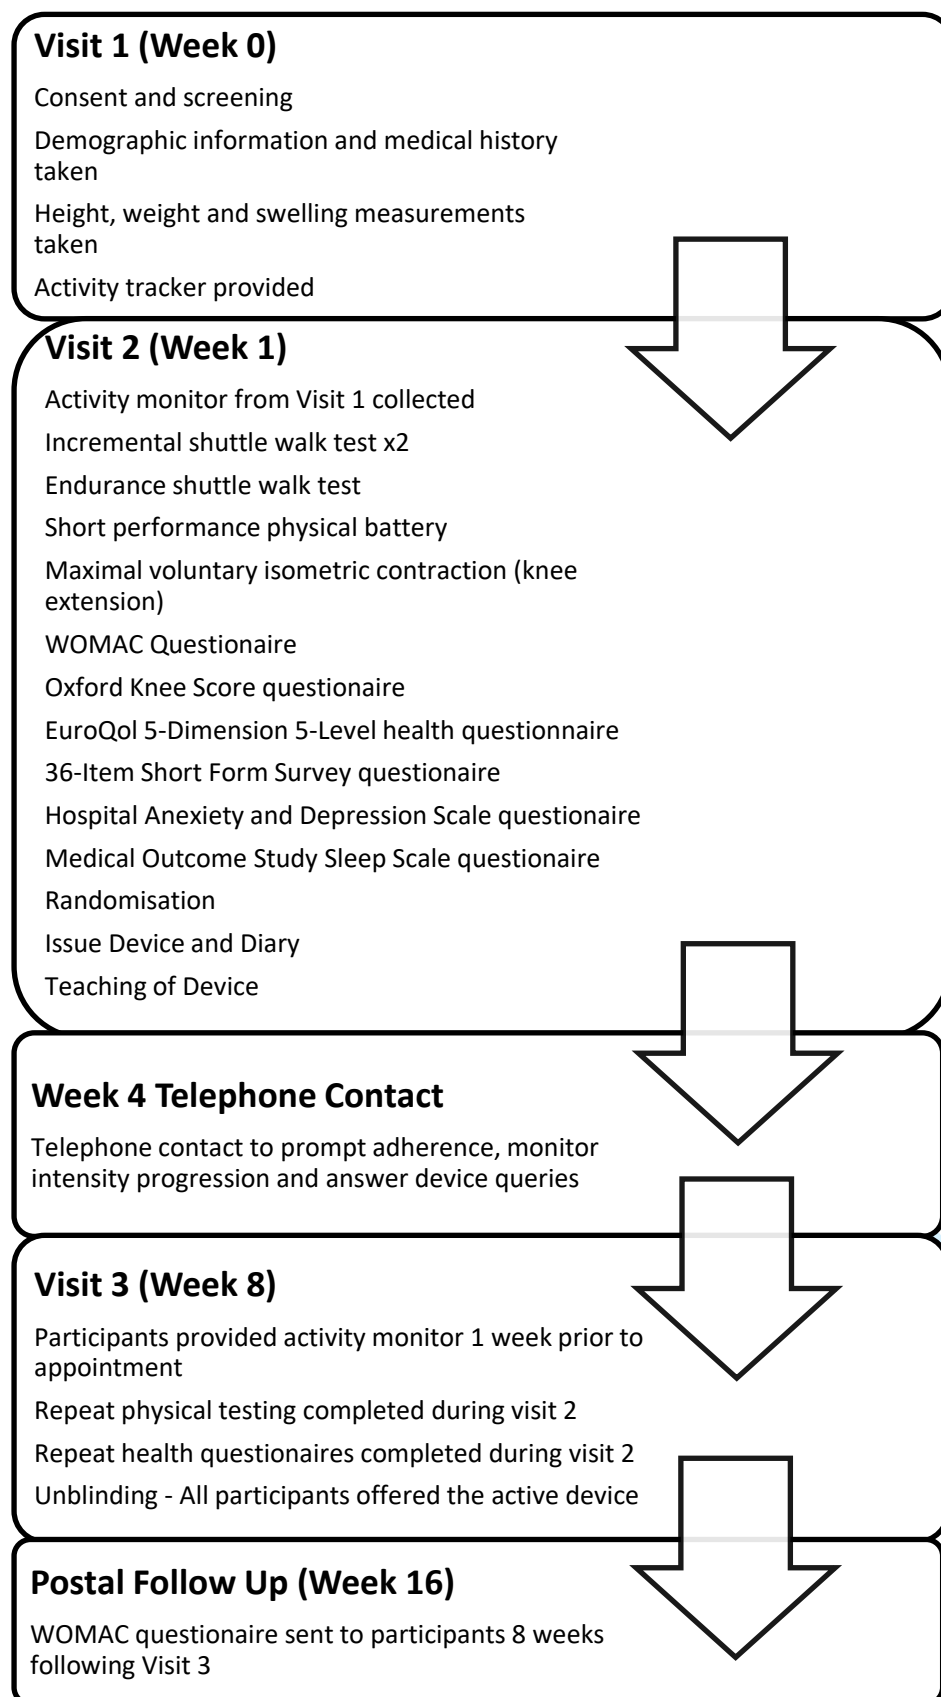 Visit 1 (Week 0)
Consent and screening
Demographic information and medical history
taken
Height, weight and swelling measurements
taken
Activity tracker provided
Visit 2 (Week 1)
Activity monitor from Visit 1 collected
Incremental shuttle walk test x2
Endurance shuttle walk test
Short performance physical battery
Maximal voluntary isometric contraction (knee
extension)
WOMAC Questionaire
Oxford Knee Score questionaire
EuroQol 5-Dimension 5-Level health questionnaire
36-Item Short Form Survey questionaire
Hospital Anexiety and Depression Scale questionaire
Medical Outcome Study Sleep Scale questionaire
Randomisation
Issue Device and Diary
Teaching of Device
Week 4 Telephone Contact
Telephone contact to prompt adherence, monitor
intensity progression and answer device queries
Visit 3 (Week 8)
Participants provided activity monitor 1 week prior to
appointment
Repeat physical testing completed during visit 2
Repeat health questionaires completed during visit 2
Unblinding - All participants offered the active device
Postal Follow Up (Week 16)
WOMAC questionaire sent to participants 8 weeks
following Visit 3